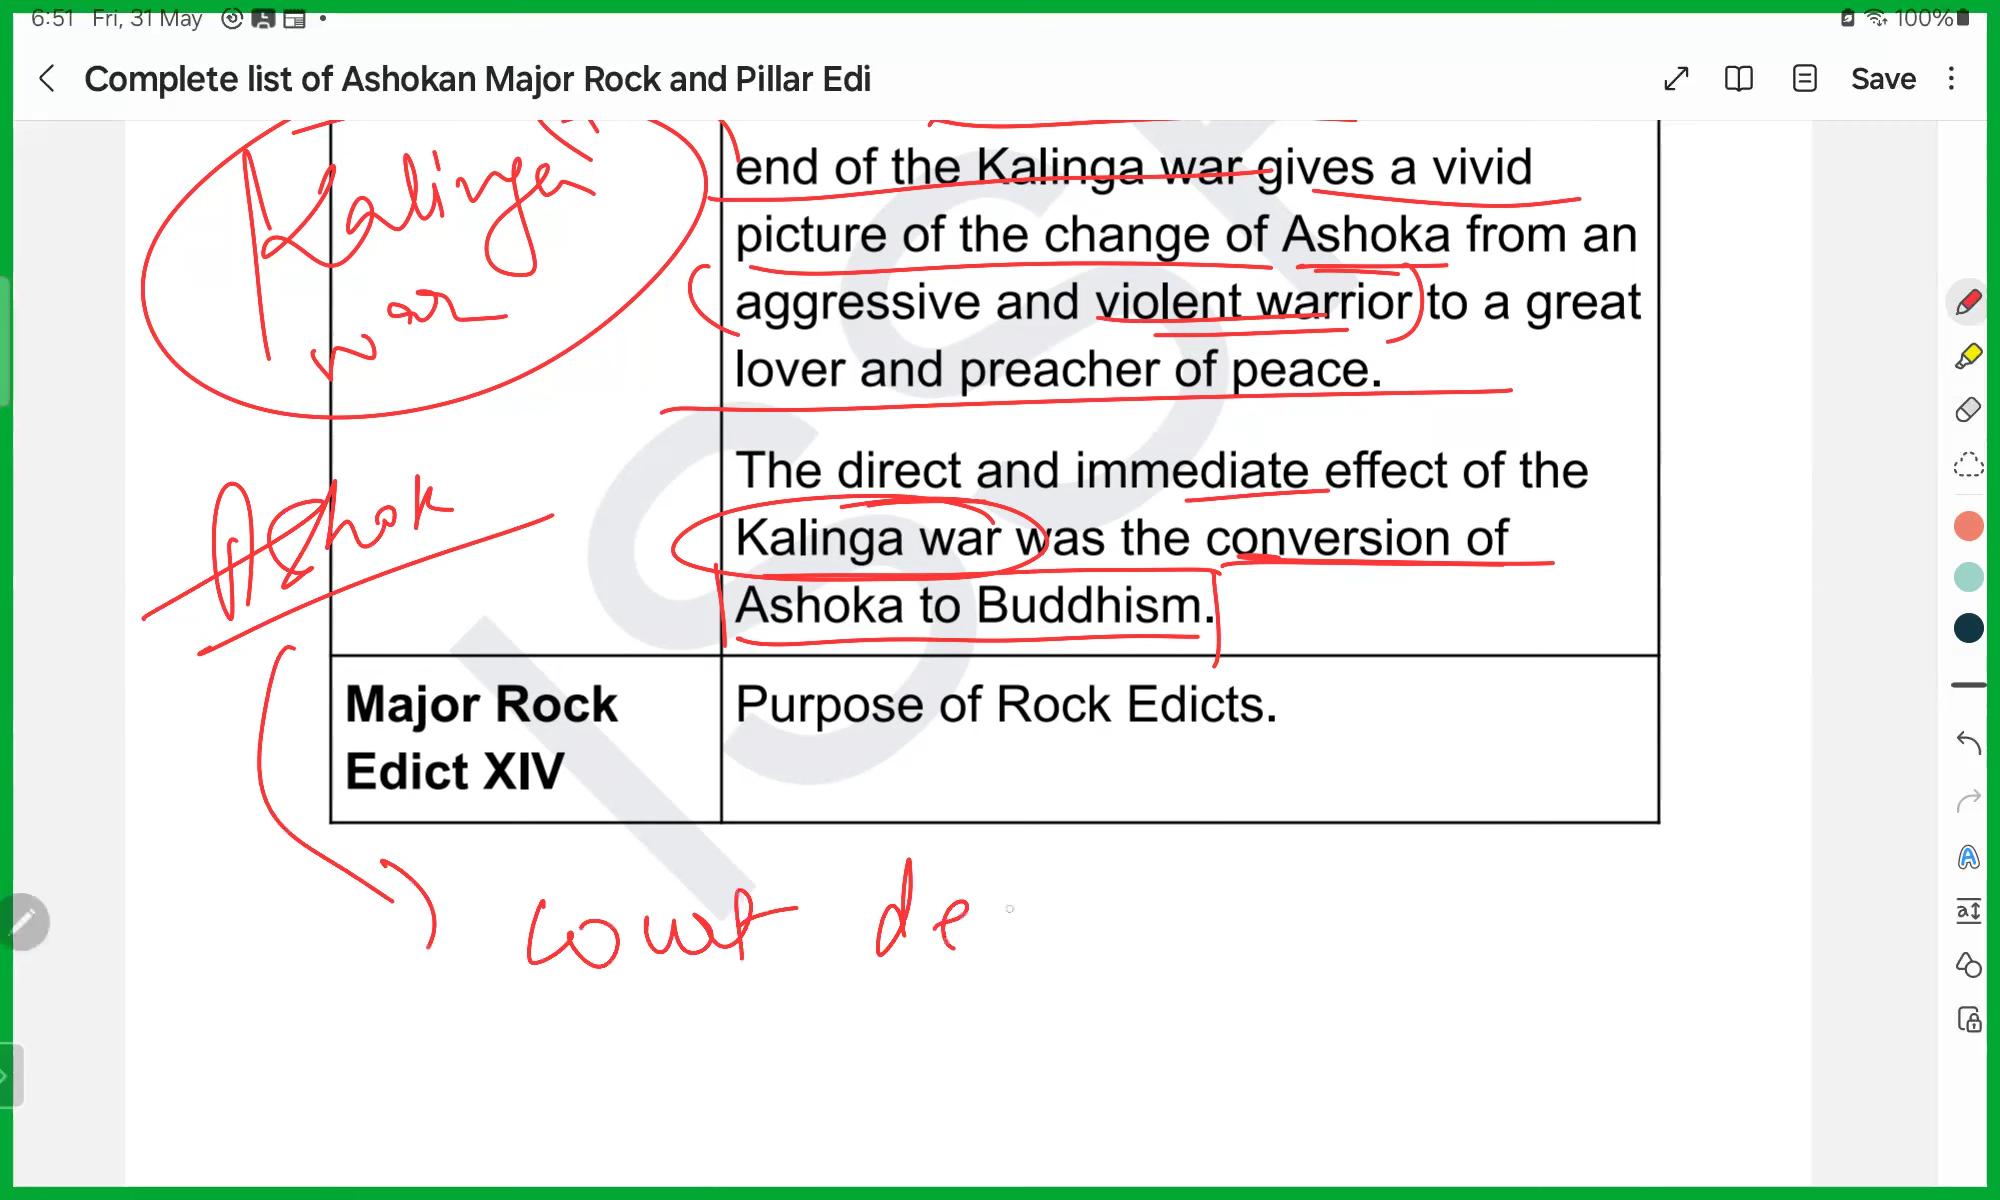 6:51 Fri, 31 May 100%
Complete list of Ashokan Major Rock and Pillar Edi Save
end of the Kalinga war gives a vivid
picture of the change of Ashoka from an
aggressive and violent warrior to a great
lover and preacher of peace.
Kalinga
war
The direct and immediate effect of the
Kalinga war was the conversion of
Ashoka to Buddhism.
Ashok
Major Rock
Edict XIV
Purpose of Rock Edicts.
court de